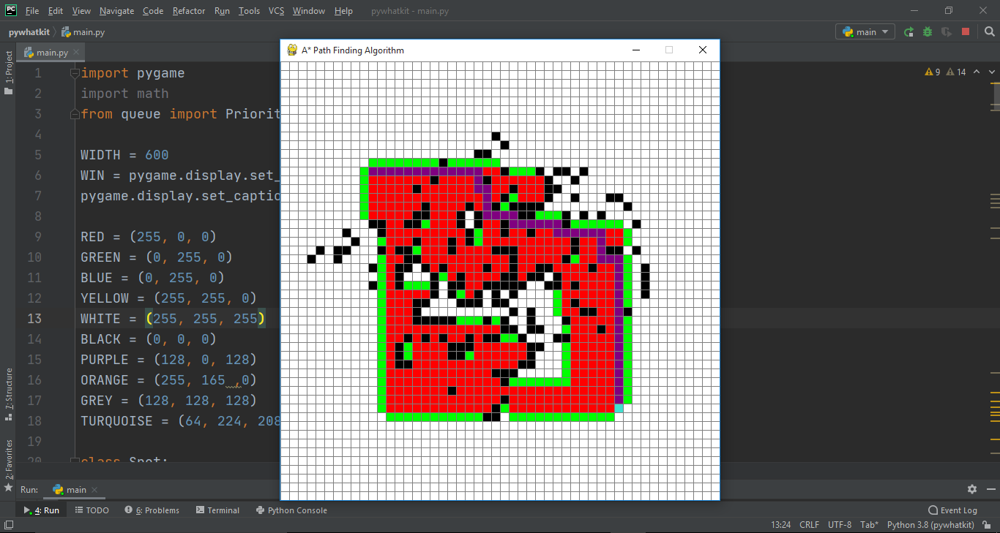 PC File Edit View Navigate Code Refactor Run Tools VCS Window Help pywhatkit - main.py
pywhatkit main.py main
main.py
A* Path Finding Algorithm
9 14
1: Project
7: Structure
2: Favorites
1 import pygame
2 import math
3 from queue import Priorit
4
5 WIDTH = 600
6 WIN = pygame.display.set_
7 pygame.display.set_captio
8
9 RED = (255, 0, 0)
10 GREEN = (0, 255, 0)
11 BLUE = (0, 255, 0)
12 YELLOW = (255, 255, 0)
13 WHITE = (255, 255, 255)
14 BLACK = (0, 0, 0)
15 PURPLE = (128, 0, 128)
16 ORANGE = (255, 165 ,0)
17 GREY = (128, 128, 128)
18 TURQUOISE = (64, 224, 208
19
20 class Spot:
Run: main
4: Run TODO 6: Problems Terminal Python Console Event Log
13:24 CRLF UTF-8 Tab* Python 3.8 (pywhatkit)